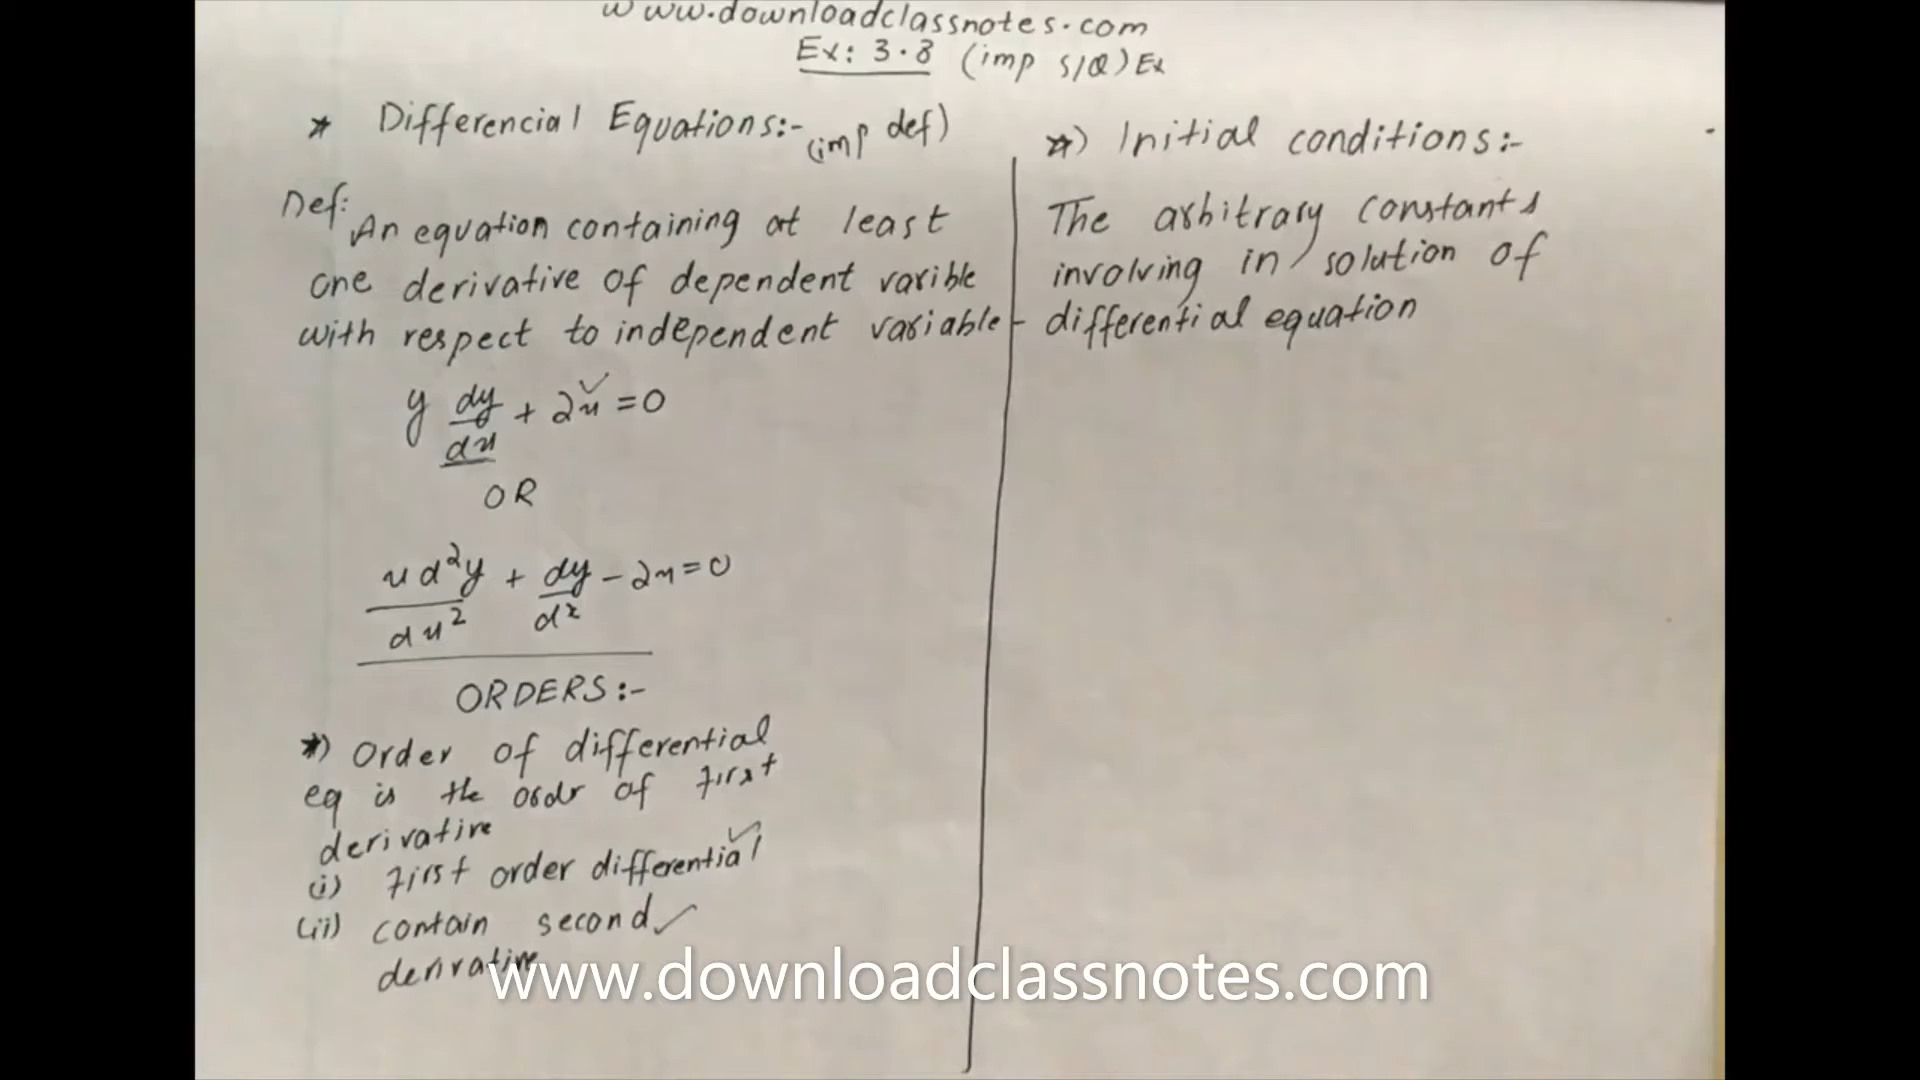 www.downloadclassnotes.com
Ex: 3.8 (imp S/Q) Ex
* Differencial Equations:- (imp def)
Def: An equation containing at least
one derivative of dependent varible
with respect to independent variable-
y dy/dx + 2x = 0
OR
x d²y/dx² + dy/dx - 2x = 0
ORDERS:-
*) Order of differential
eq is the order of first
derivative
(i) first order differential
(ii) contain second
derivative
*) Initial conditions:-
The arbitrary constants
involving in solution of
differential equation
www.downloadclassnotes.com